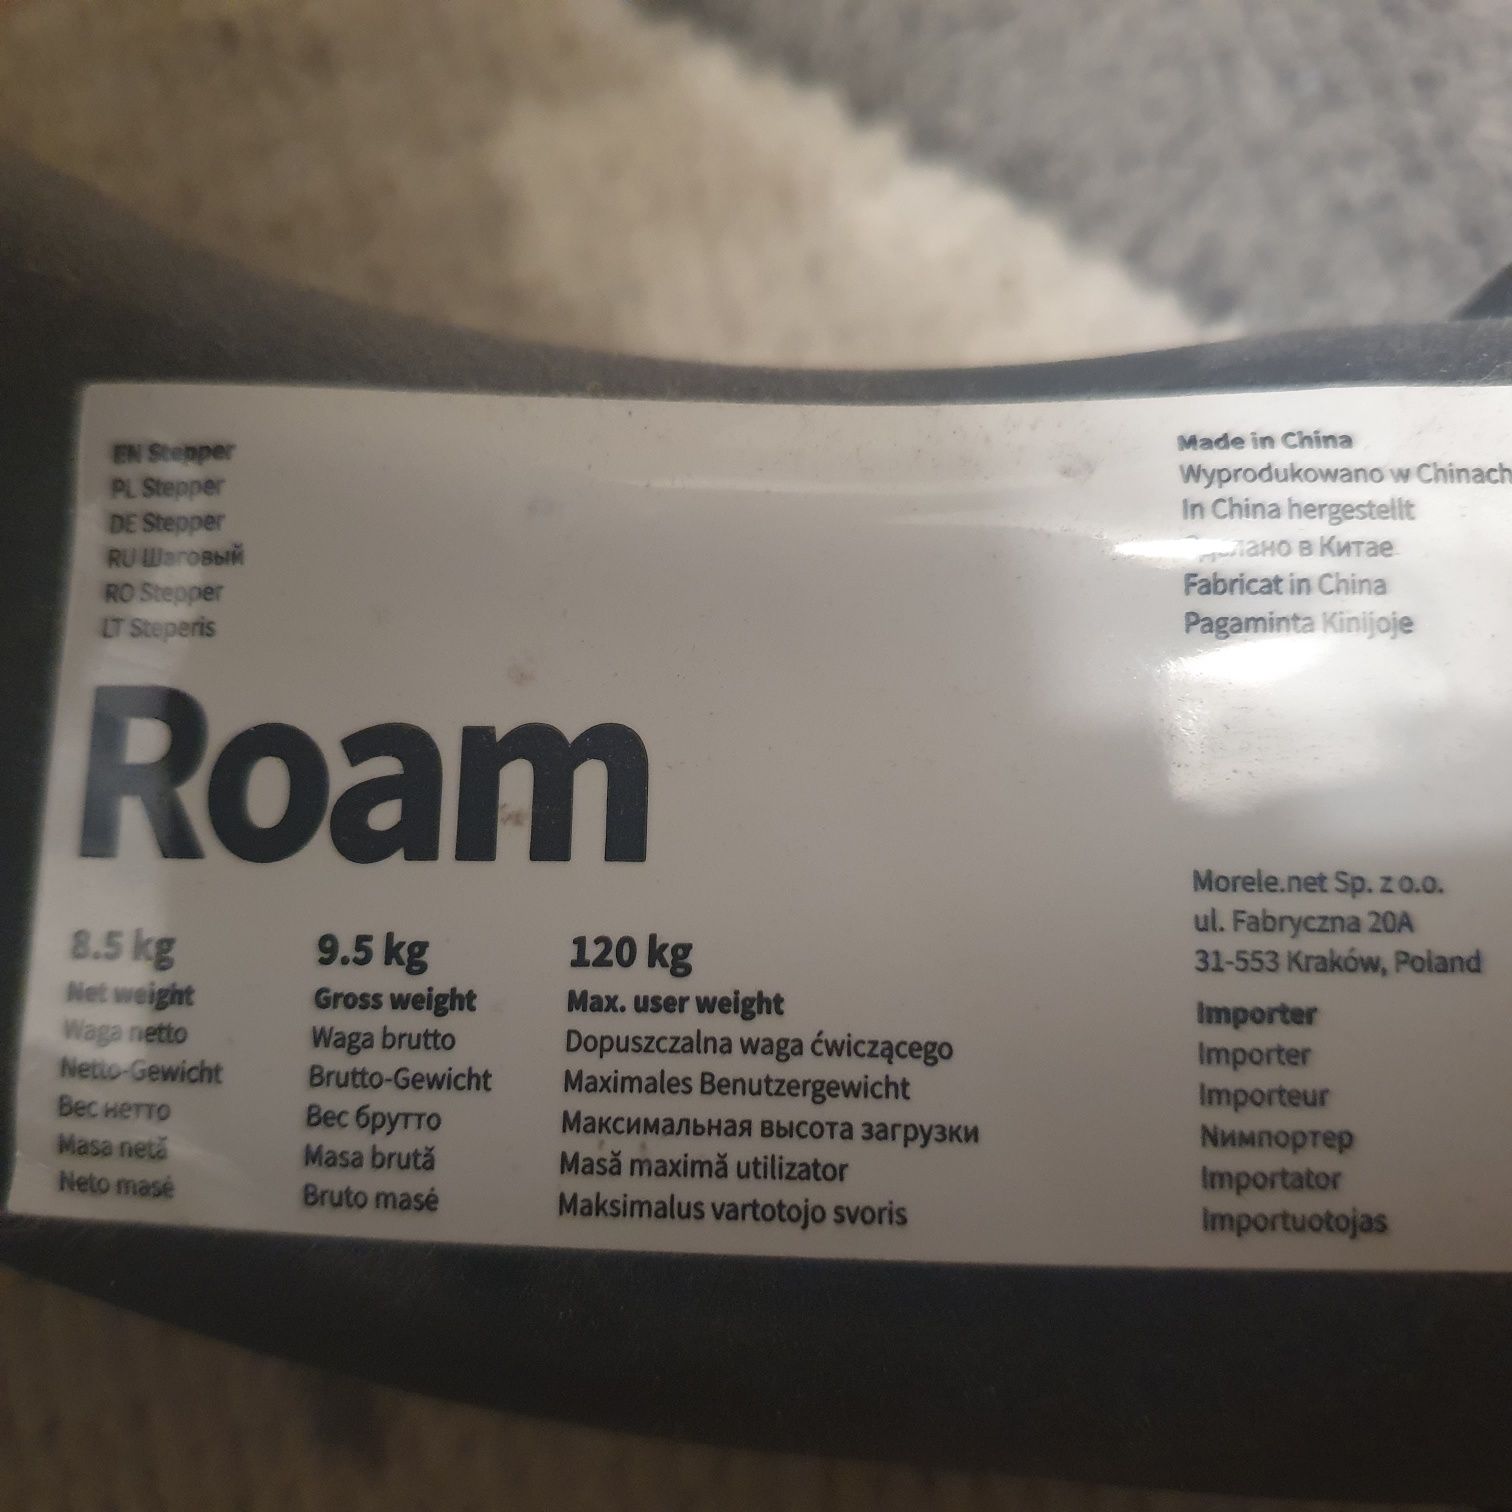 EN Stepper
PL Stepper
DE Stepper
RU Шаговый
RO Stepper
LT Steperis
Made in China
Wyprodukowano w Chinach
In China hergestellt
в Китае
Fabricat in China
Pagaminta Kinijoje
Roam
8.5 kg
Net weight
Waga netto
Netto-Gewicht
Вес нетто
Masa netă
Neto masė
9.5 kg
Gross weight
Waga brutto
Brutto-Gewicht
Вес брутто
Masa brută
Bruto masė
120 kg
Max. user weight
Dopuszczalna waga ćwiczącego
Maximales Benutzergewicht
Максимальная высота загрузки
Masă maximă utilizator
Maksimalus vartotojo svoris
Morele.net Sp. z o.o.
ul. Fabryczna 20A
31-553 Kraków, Poland
Importer
Importer
Importeur
Nимпортер
Importator
Importuotojas